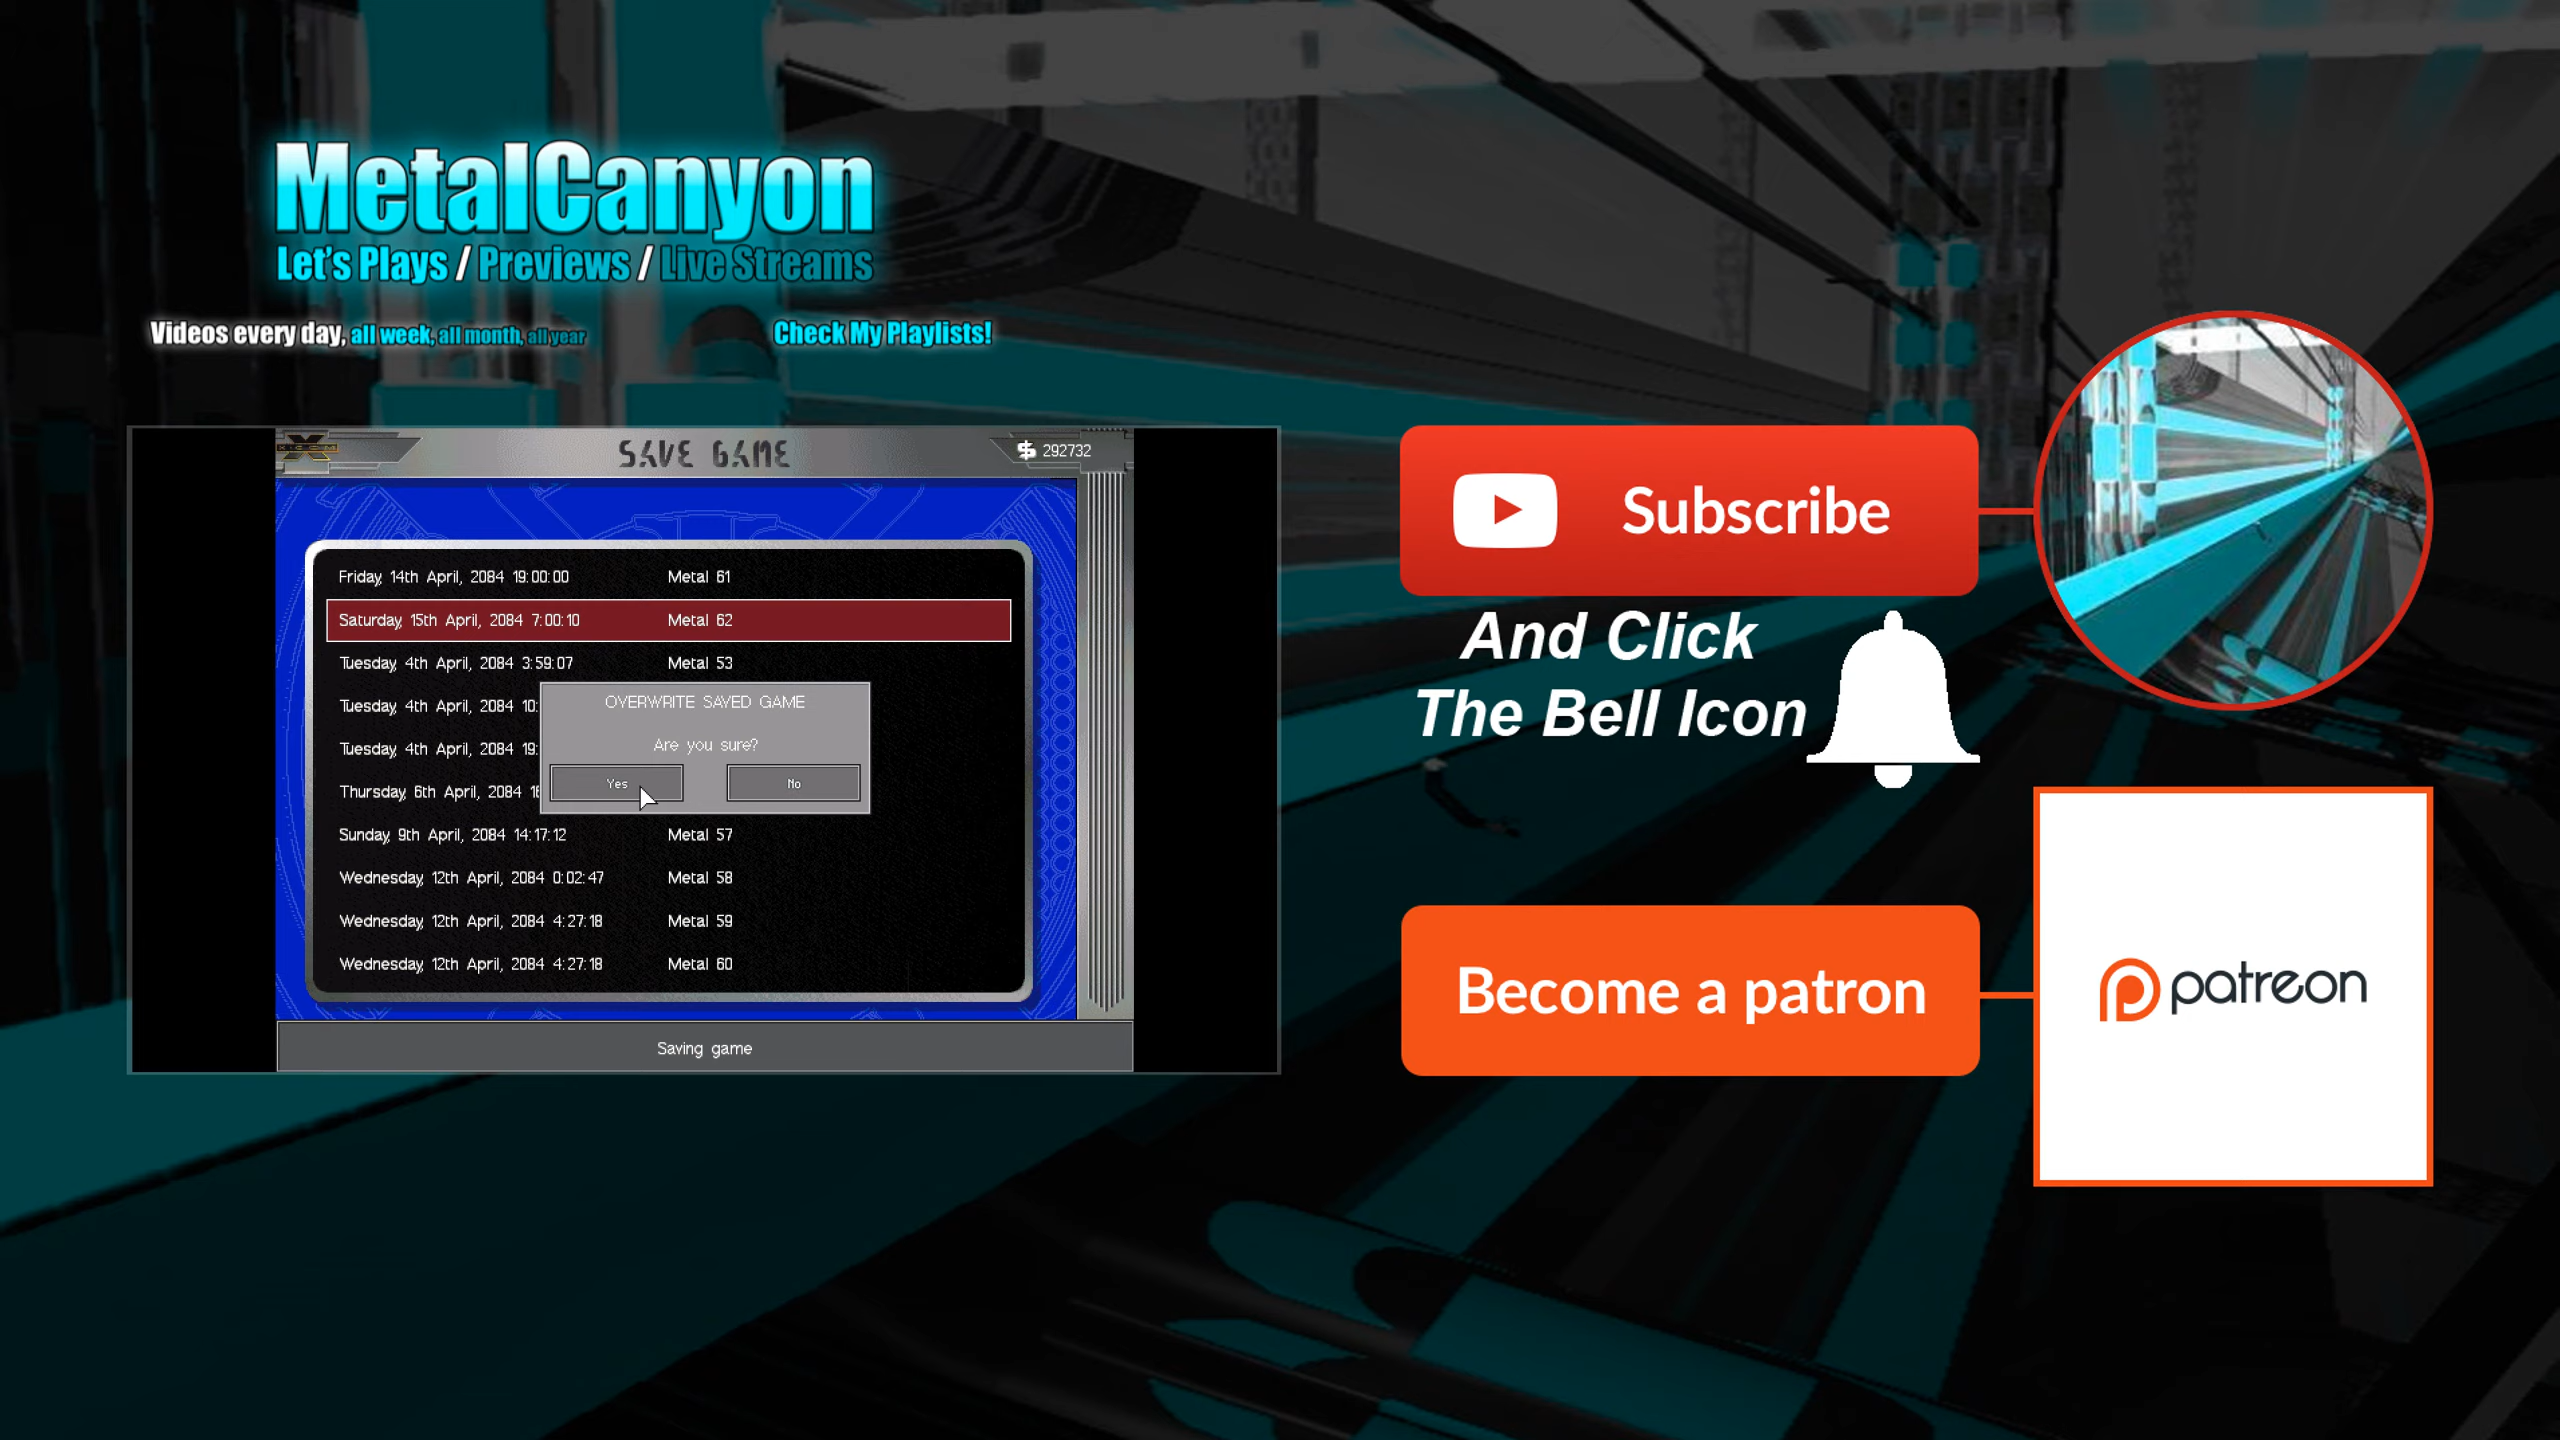 MetalCanyon
Let's Plays / Previews / Live Streams
Videos every day, all week, all month, all year
Check My Playlists!
X-COM
SAVE GAME
$ 292732
Friday, 14th April, 2084 19:00:00 Metal 61
Saturday, 15th April, 2084 7:00:10 Metal 62
Tuesday, 4th April, 2084 3:59:07 Metal 53
Tuesday, 4th April, 2084 10:
Tuesday, 4th April, 2084 19:
Thursday, 6th April, 2084
OVERWRITE SAVED GAME
Are you sure?
Yes No
Sunday, 9th April, 2084 14:17:12 Metal 57
Wednesday, 12th April, 2084 0:02:47 Metal 58
Wednesday, 12th April, 2084 4:27:18 Metal 59
Wednesday, 12th April, 2084 4:27:18 Metal 60
Saving game
Subscribe
And Click
The Bell Icon
Become a patron
patreon